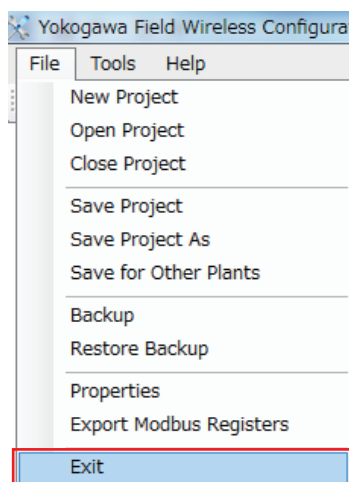 Yokogawa Field Wireless Configura
File Tools Help
New Project
Open Project
Close Project
Save Project
Save Project As
Save for Other Plants
Backup
Restore Backup
Properties
Export Modbus Registers
Exit